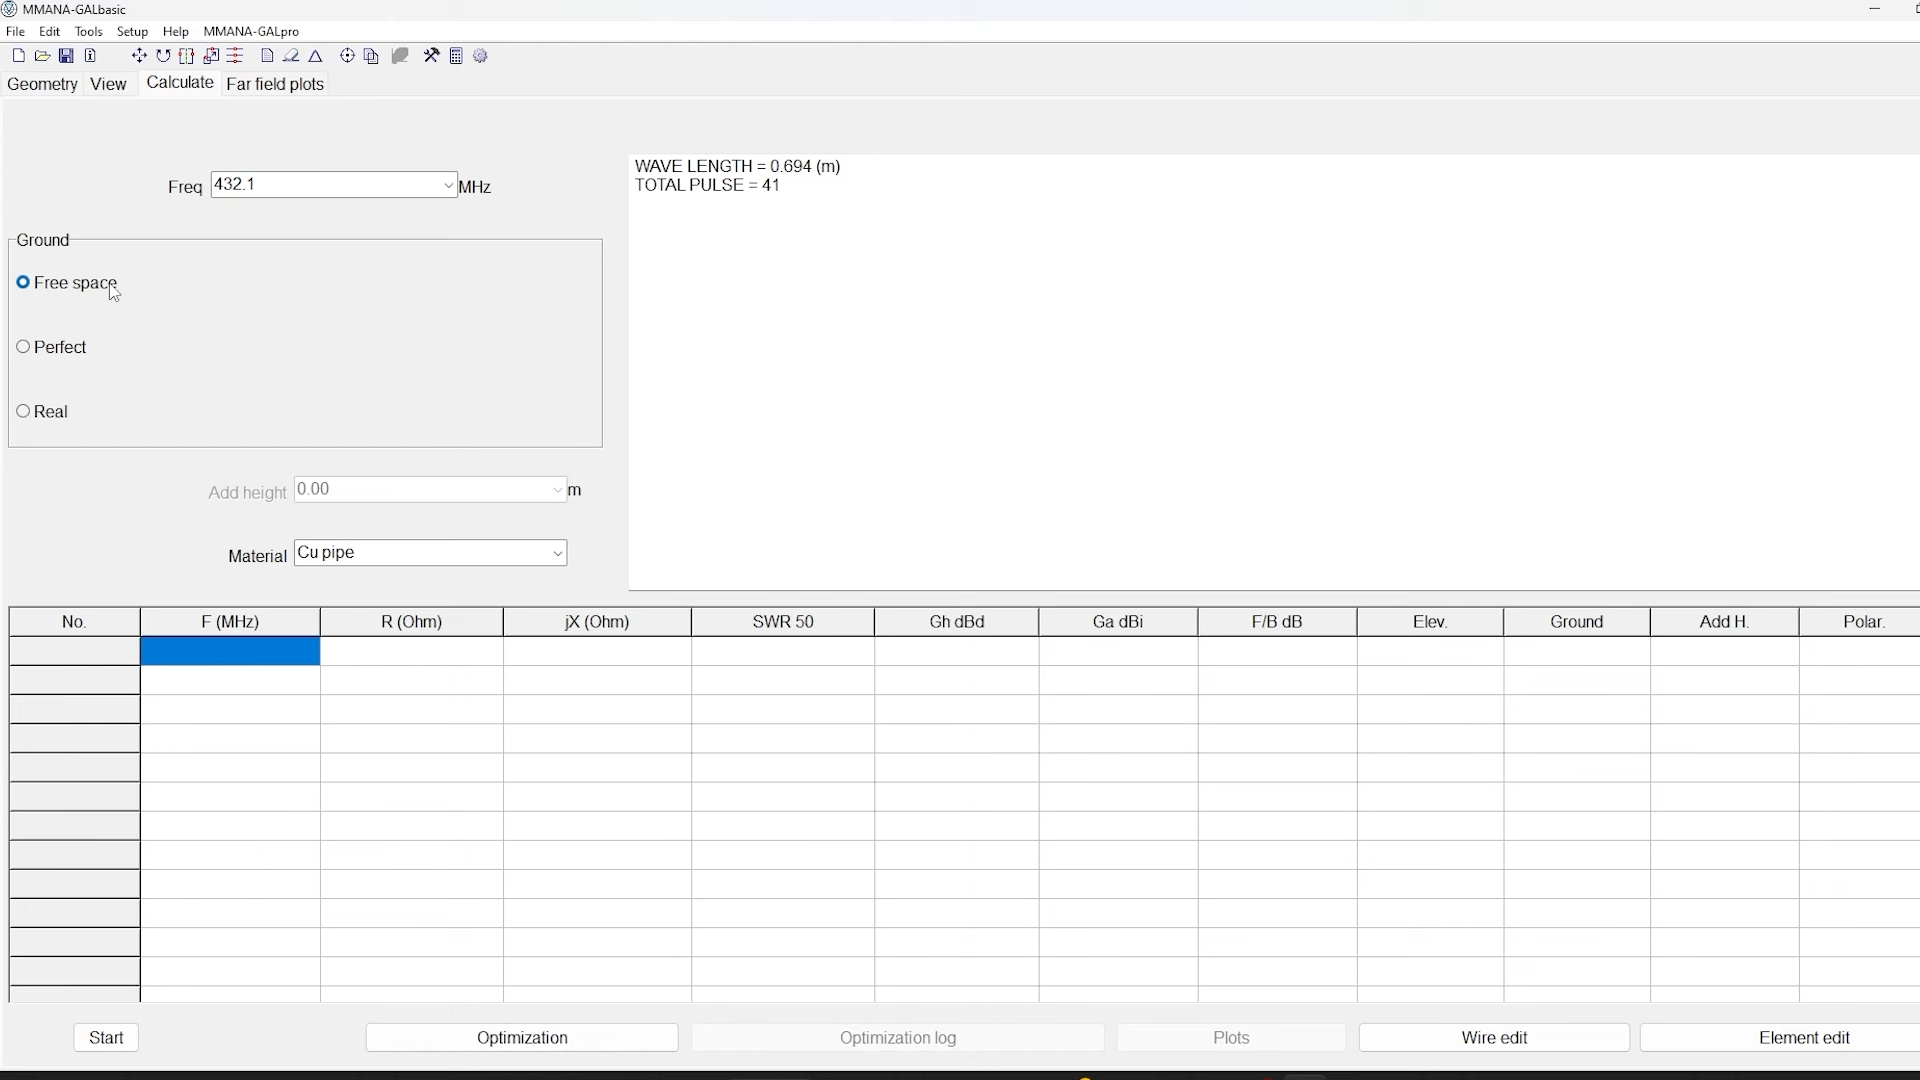 MMANA-GALbasic
File Edit Tools Setup Help MMANA-GALpro
Geometry View Calculate Far field plots
Freq 432.1 MHz
WAVE LENGTH = 0.694 (m)
TOTAL PULSE = 41
Ground
Free space
Perfect
Real
Add height 0.00 m
Material Cu pipe
No. F (MHz) R (Ohm) jX (Ohm) SWR 50 Gh dBd Ga dBi F/B dB Elev. Ground Add H. Polar.
Start Optimization Optimization log Plots Wire edit Element edit